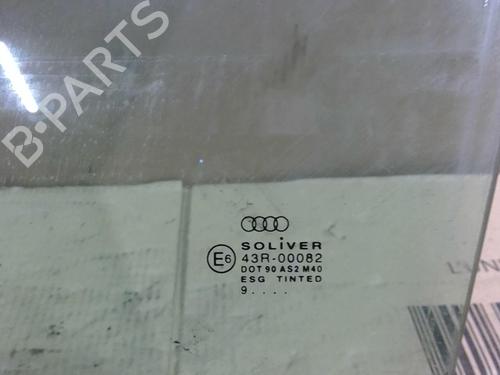 B-PARTS
SOLiVER
E6 43R-00082
DOT 90 AS2 M40
ESG TINTED
9....